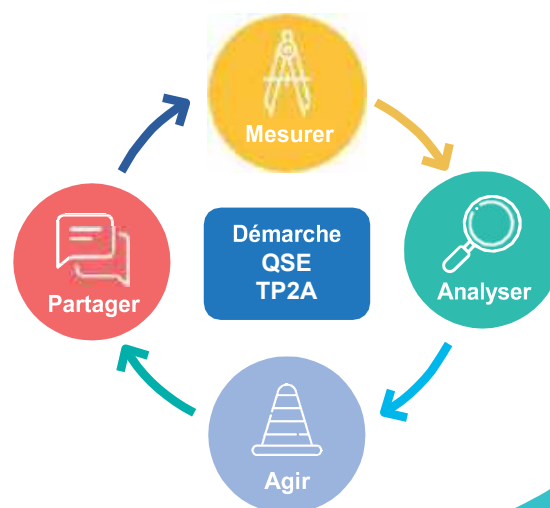 Mesurer
Analyser
Agir
Partager
Démarche
QSE
TP2A